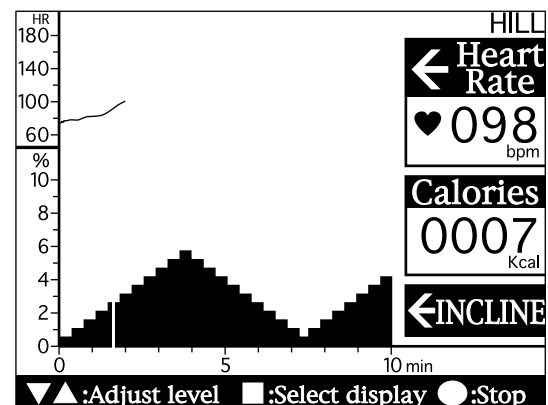 HR
180
140
100
60
%
10
8
6
4
2
0
0 5 10 min
HILL
Heart
Rate
098
bpm
Calories
0007
Kcal
INCLINE
:Adjust level :Select display :Stop